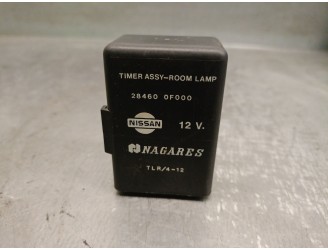 TIMER ASSY-ROOM LAMP
28460 0F000
NISSAN 12 V.
NAGARES
TLR/4-12